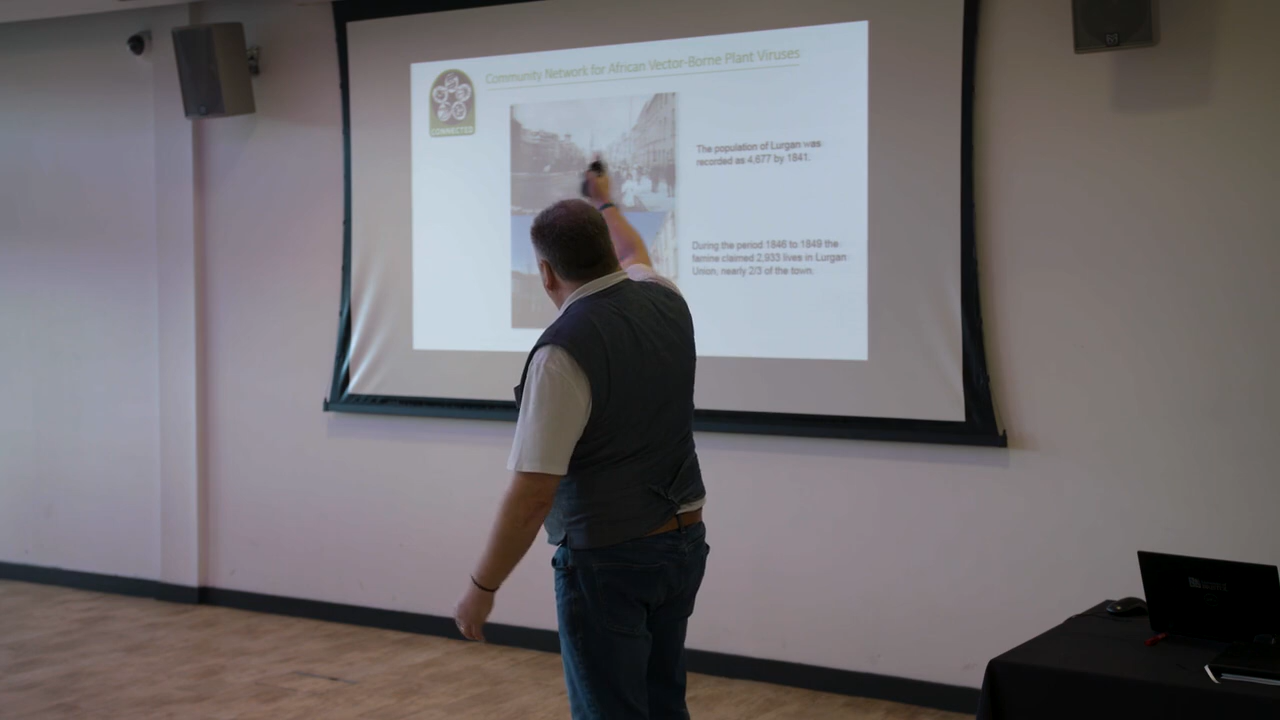 Community Network for African Vector-Borne Plant Viruses
CONNECTED
The population of Lurgan was
recorded as 4,677 by 1841.
During the period 1846 to 1849 the
famine claimed 2,933 lives in Lurgan
Union, nearly 2/3 of the town.